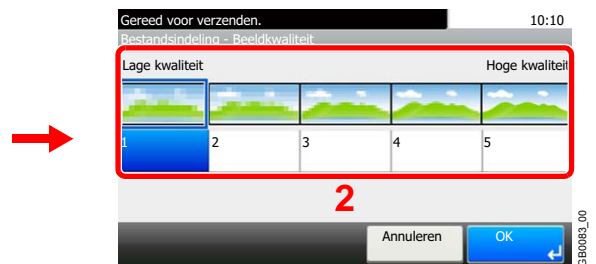 Gereed voor verzenden. 10:10
Bestandsindeling - Beeldkwaliteit
Lage kwaliteit Hoge kwaliteit
1 2 3 4 5
2
Annuleren OK
GB0083_00